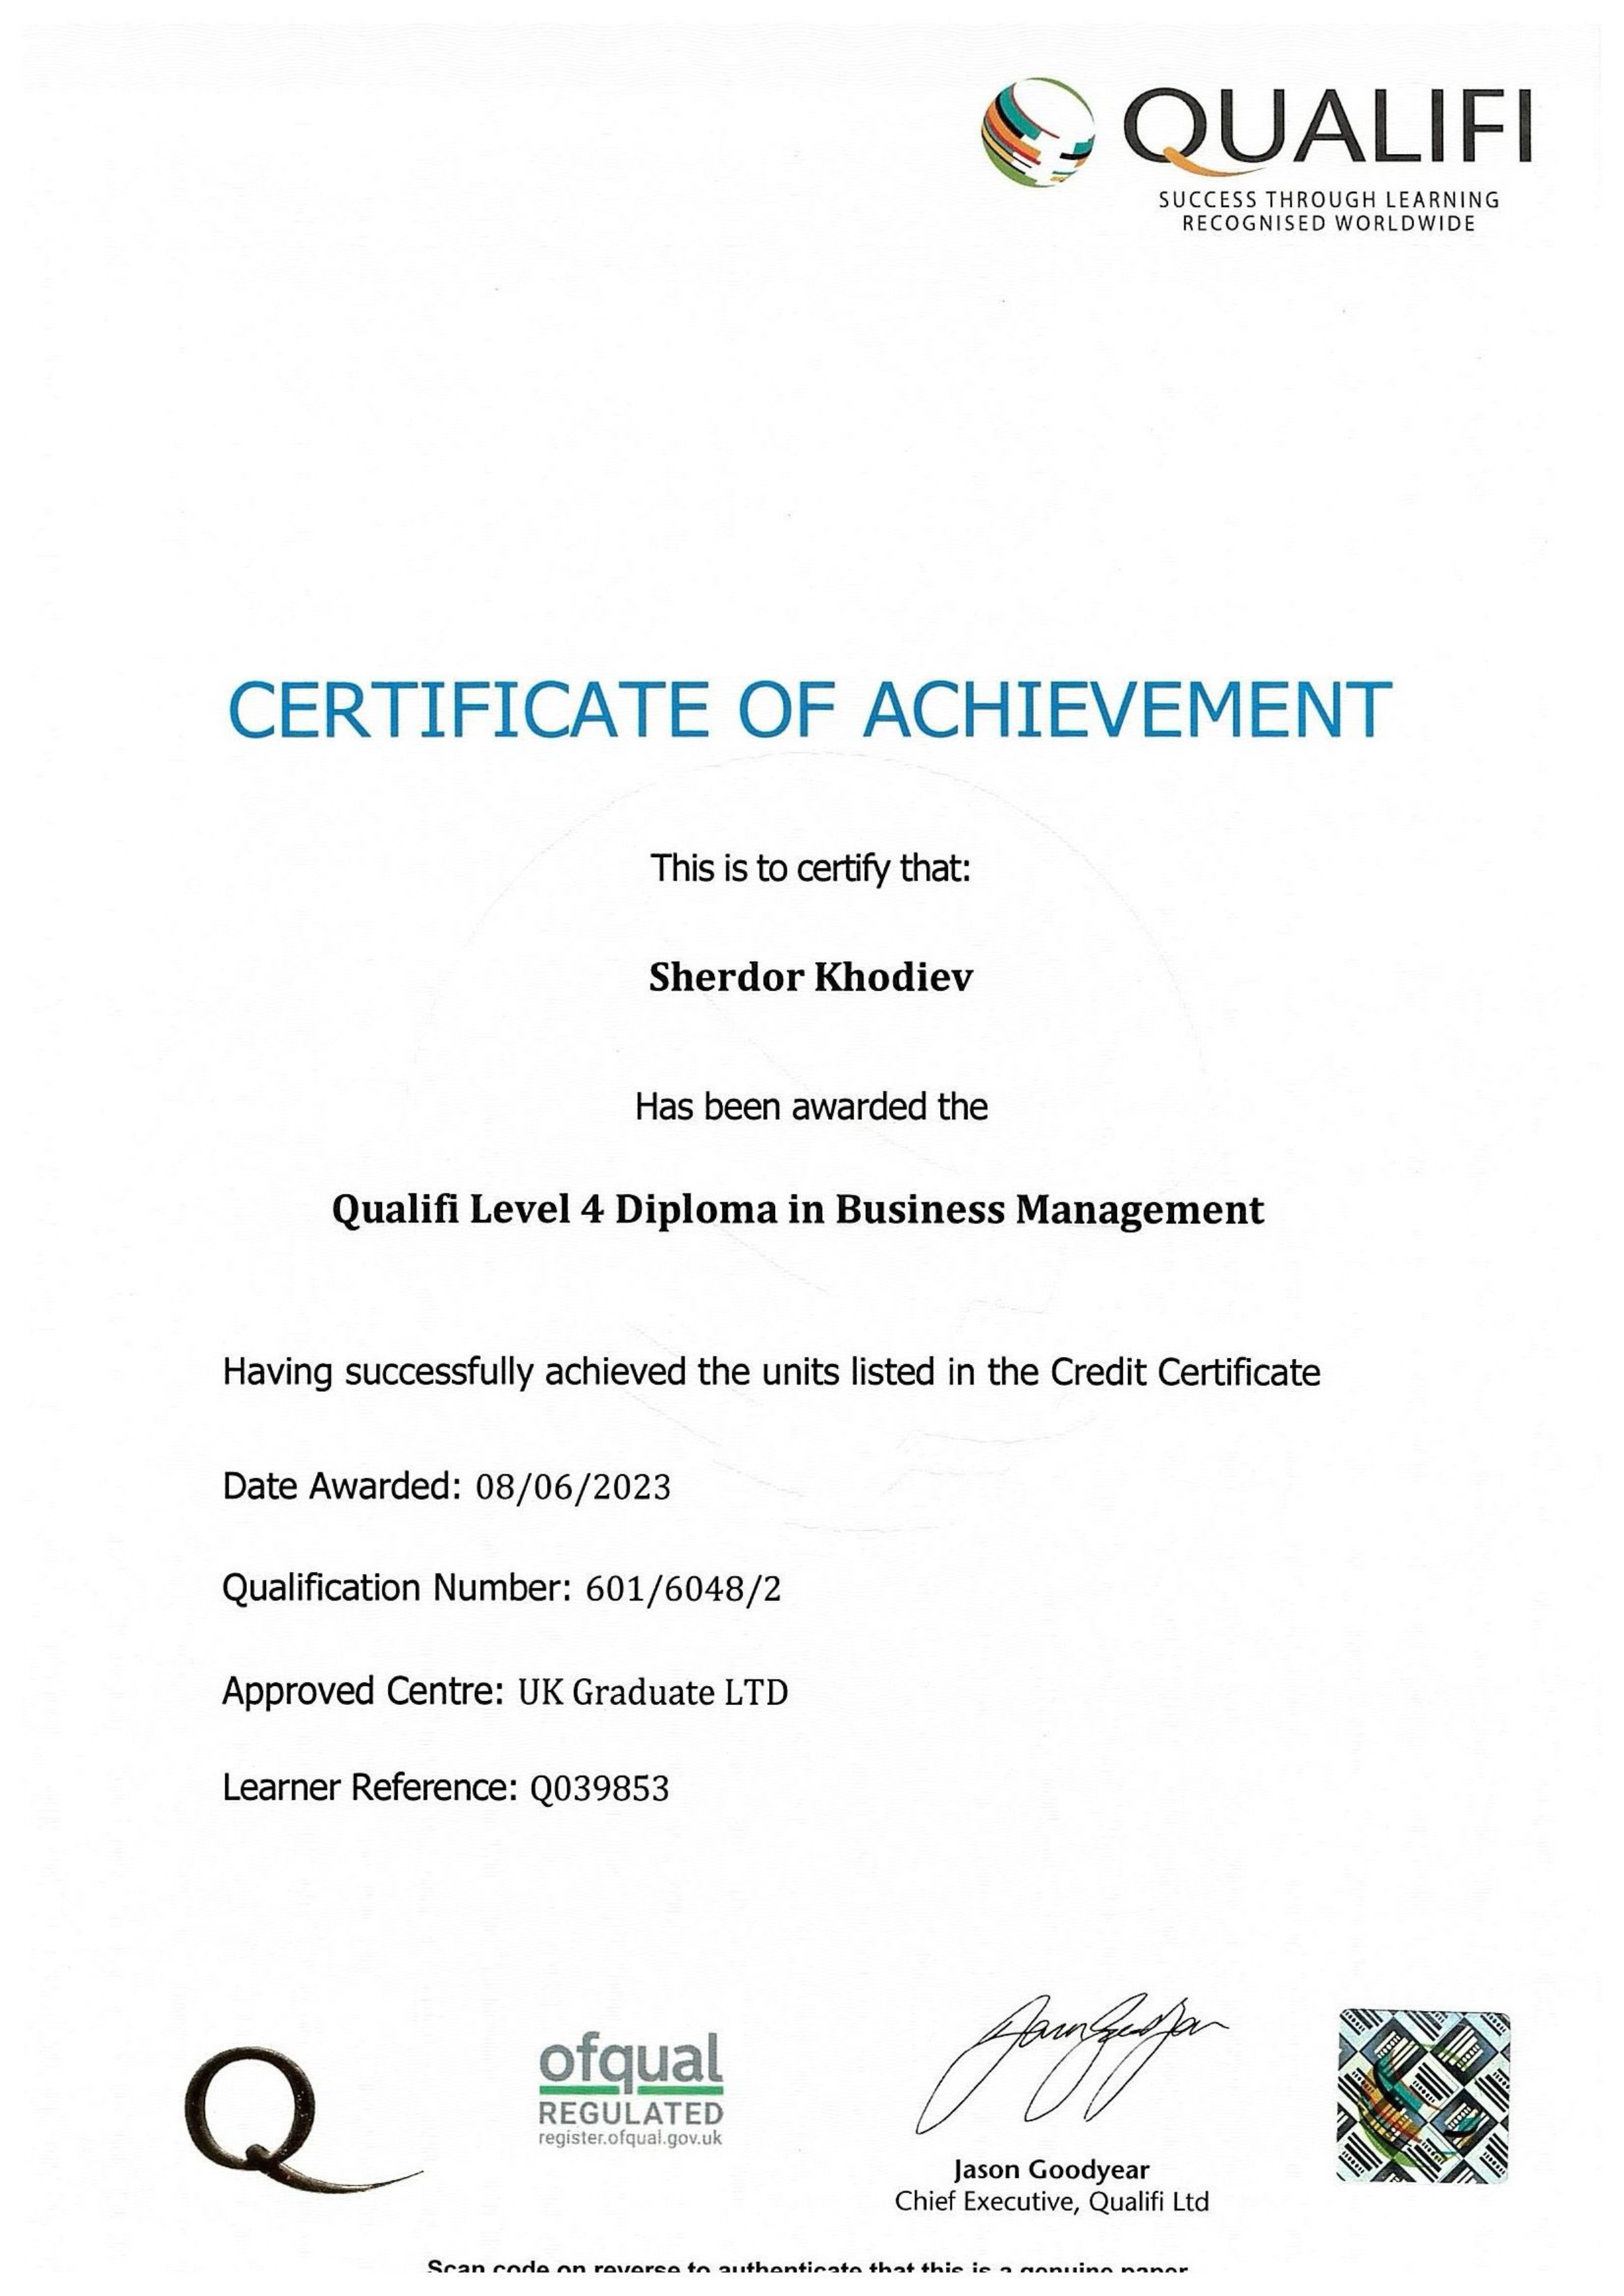 QUALIFI
SUCCESS THROUGH LEARNING
RECOGNISED WORLDWIDE
CERTIFICATE OF ACHIEVEMENT
This is to certify that:
Sherdor Khodiev
Has been awarded the
Qualifi Level 4 Diploma in Business Management
Having successfully achieved the units listed in the Credit Certificate
Date Awarded: 08/06/2023
Qualification Number: 601/6048/2
Approved Centre: UK Graduate LTD
Learner Reference: Q039853
Q
ofqual
REGULATED
register.ofqual.gov.uk
Jason Goodyear
Chief Executive, Qualifi Ltd
Scan code on reverse to authenticate that this is a genuine paper